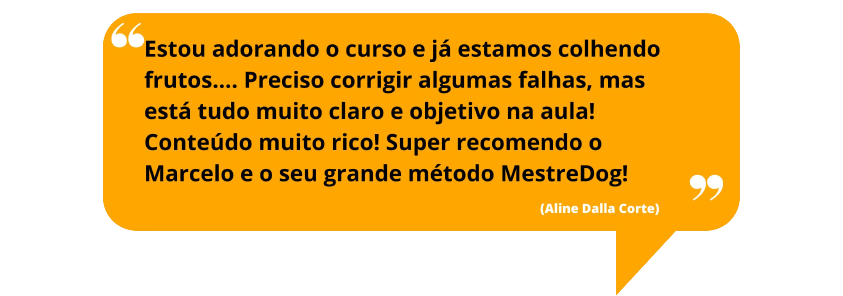 Estou adorando o curso e já estamos colhendo
frutos.... Preciso corrigir algumas falhas, mas
está tudo muito claro e objetivo na aula!
Conteúdo muito rico! Super recomendo o
Marcelo e o seu grande método MestreDog!
(Aline Dalla Corte)